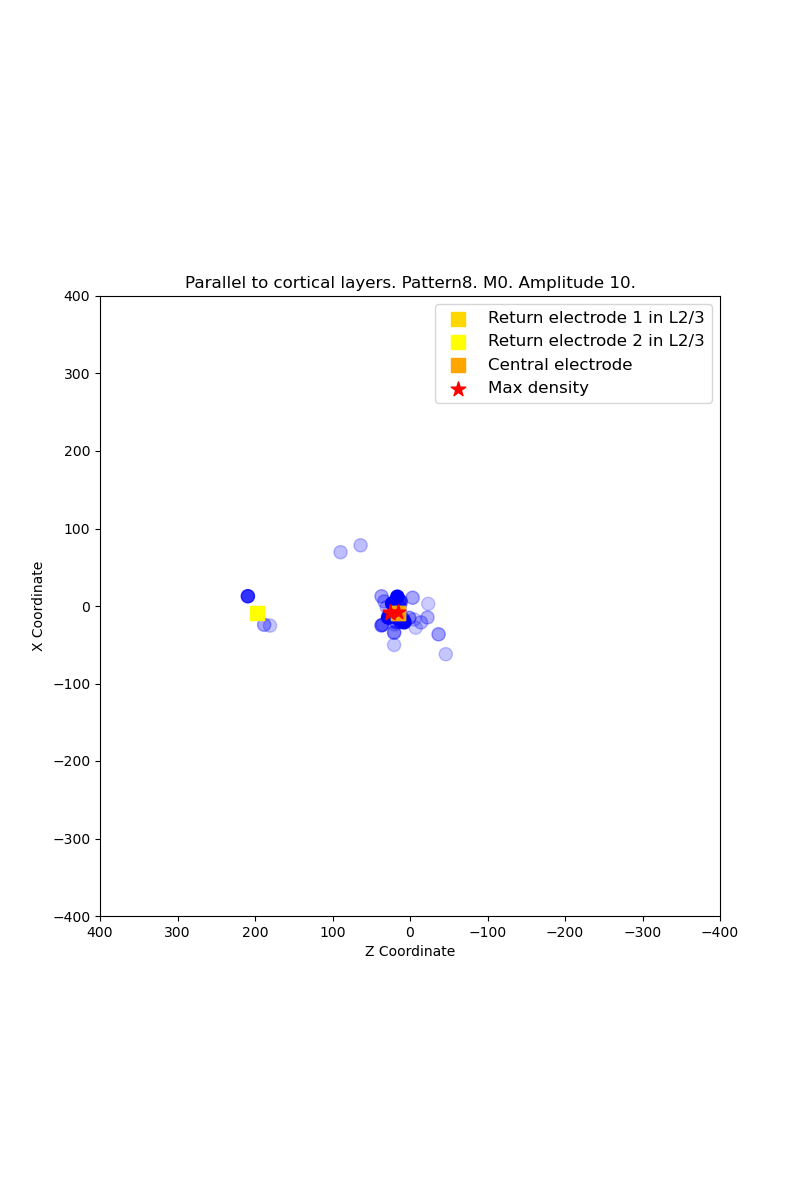 Parallel to cortical layers. Pattern8. M0. Amplitude 10.
Return electrode 1 in L2/3
Return electrode 2 in L2/3
Central electrode
Max density
400
300
200
100
0
−100
−200
−300
−400
X Coordinate
400 300 200 100 0 −100 −200 −300 −400
Z Coordinate